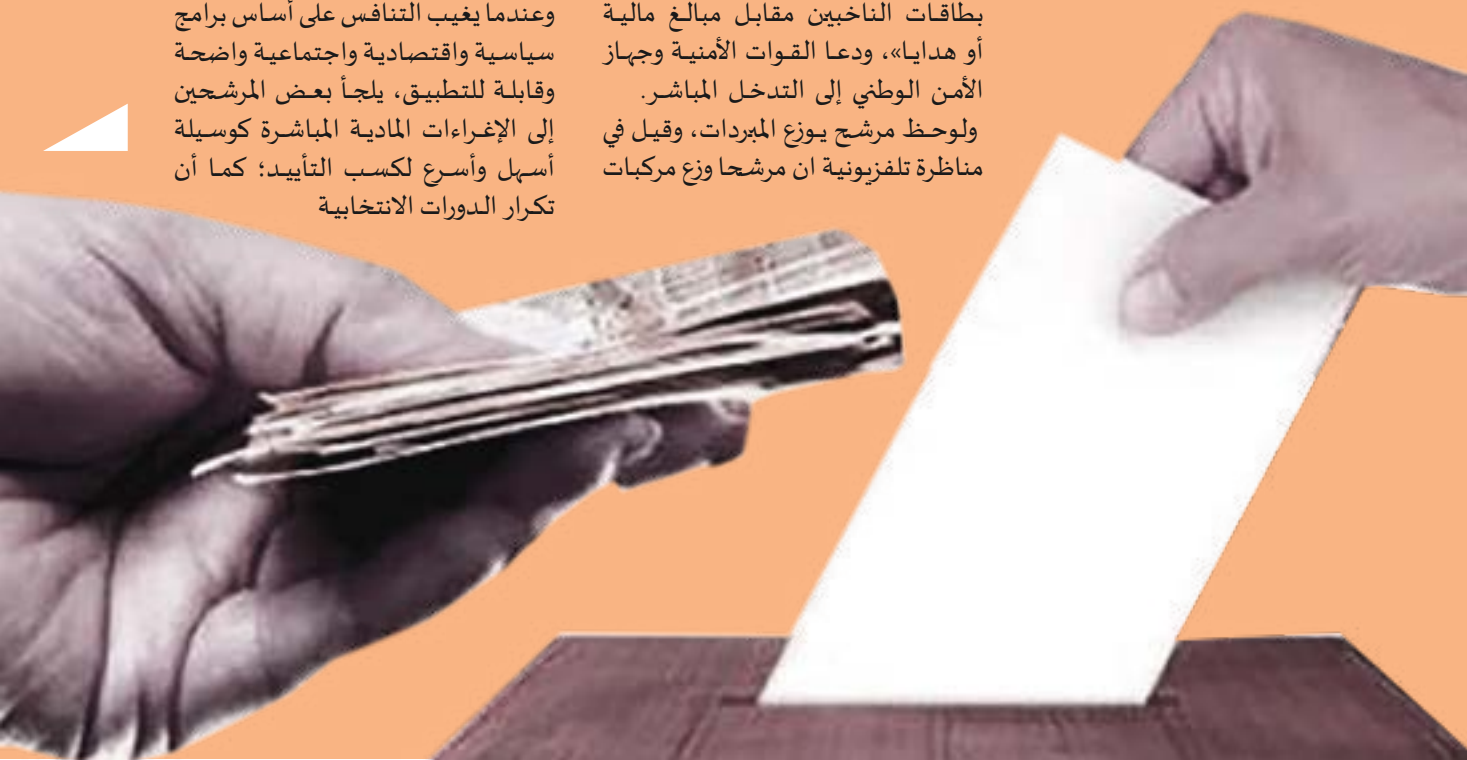 بطاقات الناخبين مقابل مبالغ مالية
أو هدايا»، ودعا القوات الأمنية وجهاز
الأمن الوطني إلى التدخل المباشر.
ولوحظ مرشح يوزع المبردات، وقيل في
مناظرة تلفزيونية ان مرشحا وزع مركبات
وعندما يغيب التنافس على أساس برامج
سياسية واقتصادية واجتماعية واضحة
وقابلة للتطبيق، يلجأ بعض المرشحين
إلى الإغراءات المادية المباشرة كوسيلة
أسهل وأسرع لكسب التأييد؛ كما أن
تكرار الدورات الانتخابية